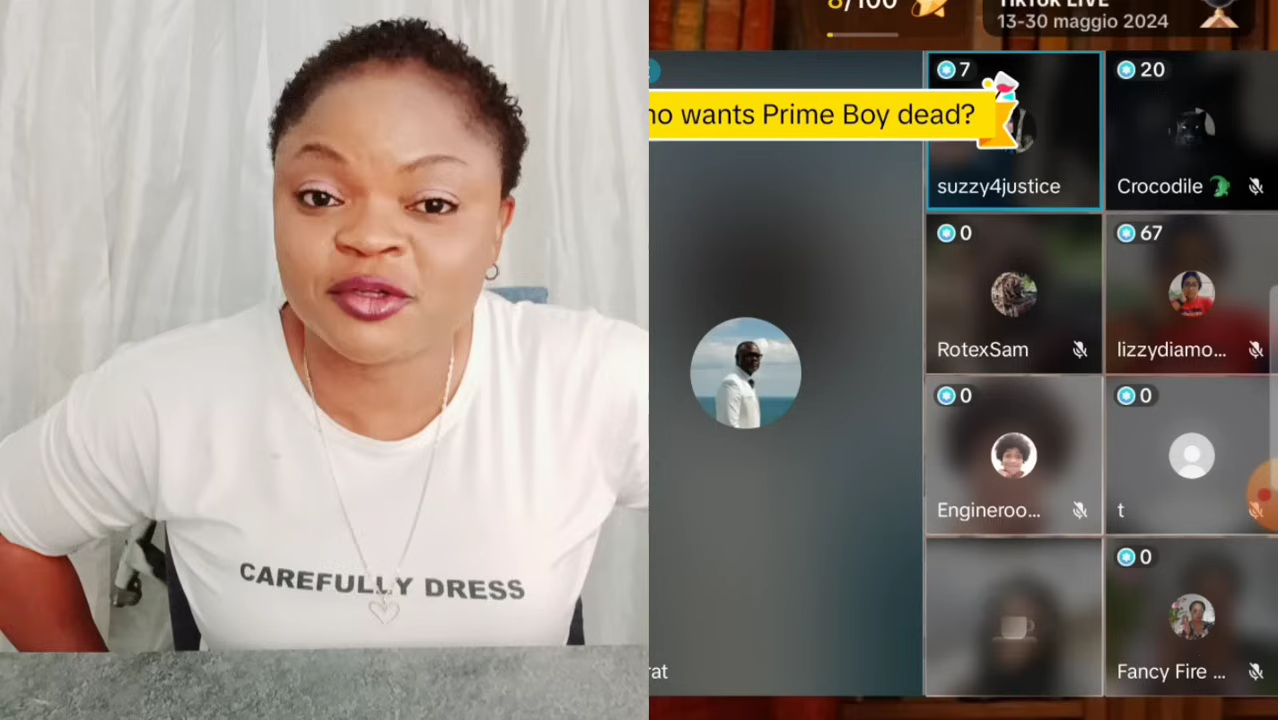 CAREFULLY DRESS
8/100
TikTok LIVE
13-30 maggio 2024
ho wants Prime Boy dead?
7
suzzy4justice
20
Crocodile 🐊
0
RotexSam
67
lizzydiamo...
0
Engineroo...
0
t
0
Fancy Fire ...
rat